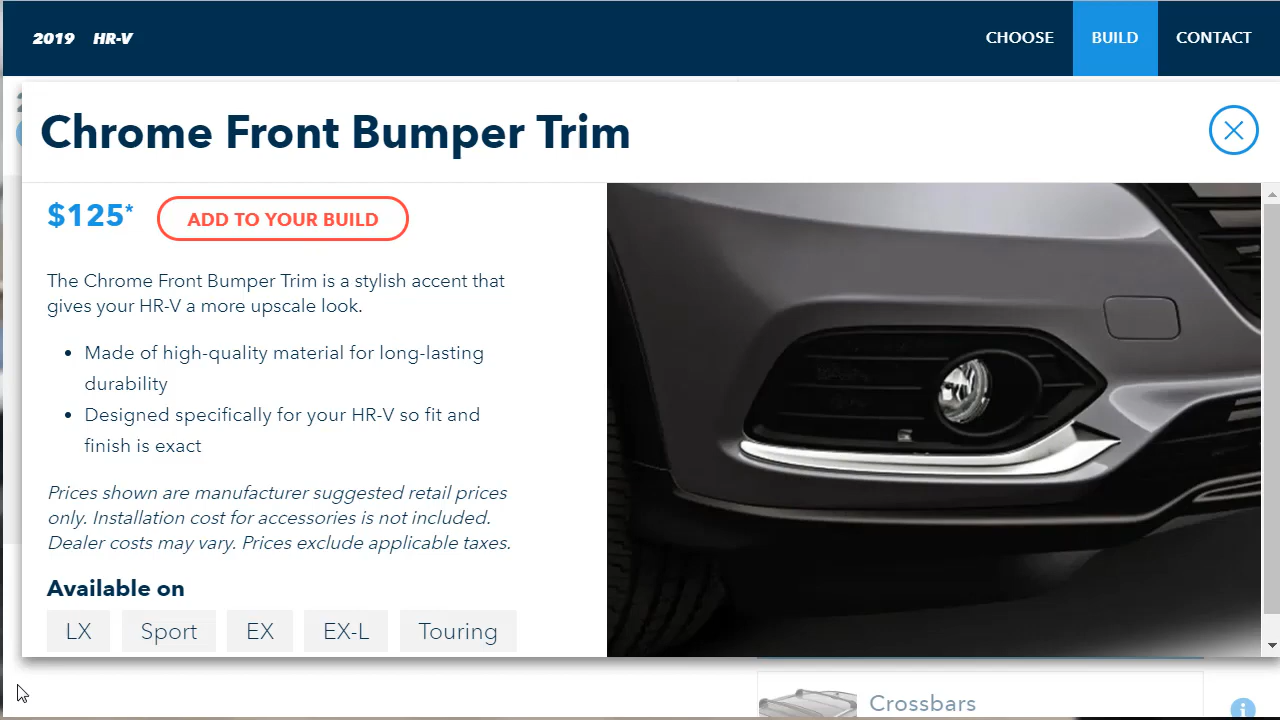 2019 HR-V
CHOOSE
BUILD
CONTACT
Chrome Front Bumper Trim
$125*
ADD TO YOUR BUILD
The Chrome Front Bumper Trim is a stylish accent that
gives your HR-V a more upscale look.
• Made of high-quality material for long-lasting
durability
• Designed specifically for your HR-V so fit and
finish is exact
Prices shown are manufacturer suggested retail prices
only. Installation cost for accessories is not included.
Dealer costs may vary. Prices exclude applicable taxes.
Available on
LX
Sport
EX
EX-L
Touring
Crossbars